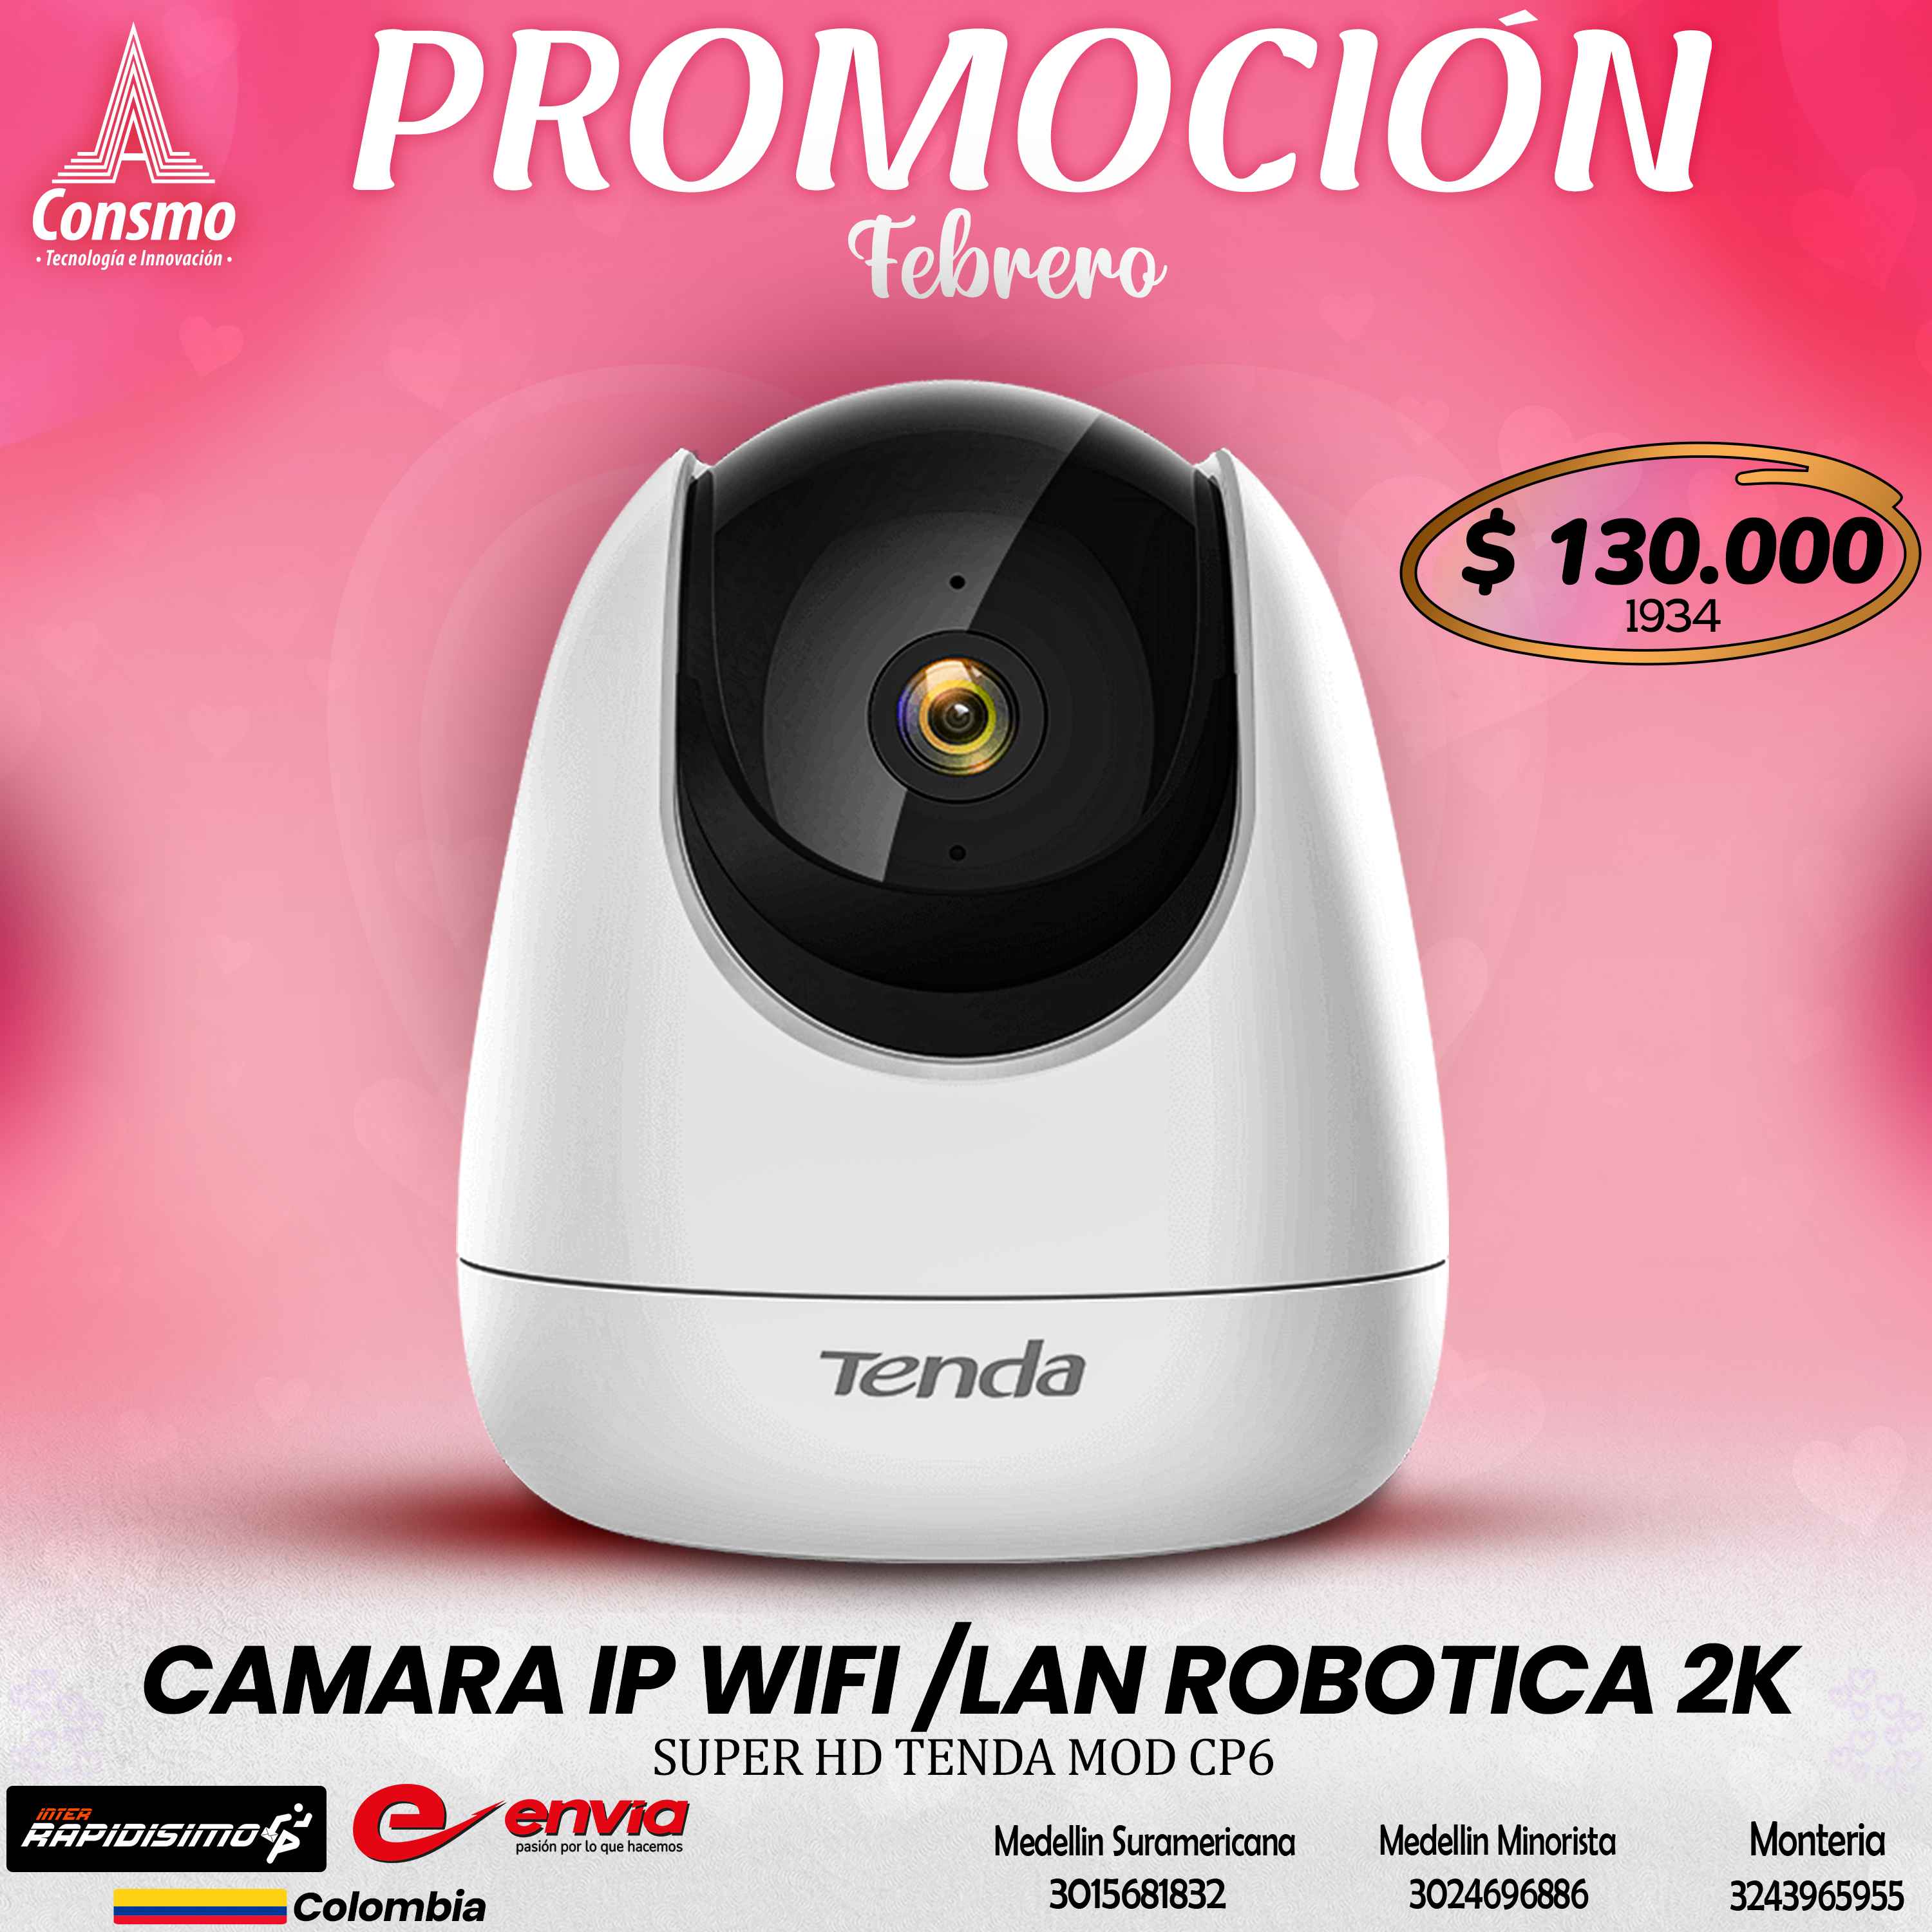 PROMOCIÓN
Febrero
A
Consmo
• Tecnología e Innovación •
$ 130.000
1934
Tenda
CAMARA IP WIFI /LAN ROBOTICA 2K
SUPER HD TENDA MOD CP6
INTER
RAPIDISIMO
e envía
pasión por lo que hacemos
Colombia
Medellin Suramericana
3015681832
Medellin Minorista
3024696886
Monteria
3243965955